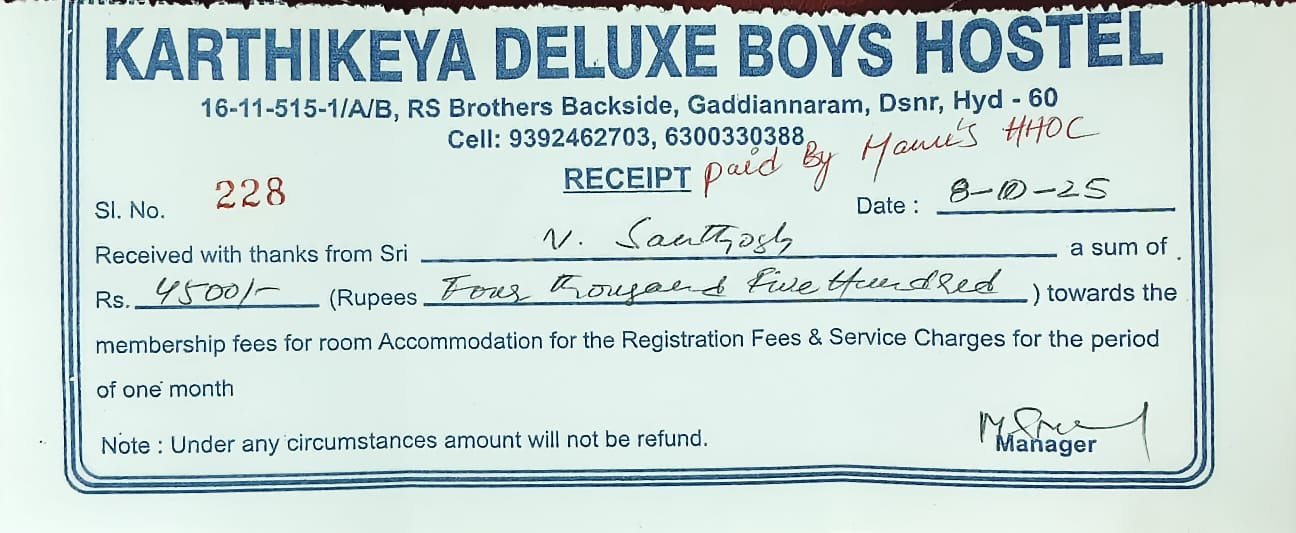 KARTHIKEYA DELUXE BOYS HOSTEL
16-11-515-1/A/B, RS Brothers Backside, Gaddiannaram, Dsnr, Hyd - 60
Cell: 9392462703, 6300330388
RECEIPT paid By HHOC
Sl. No. 228 Date : 8-10-25
Received with thanks from Sri N. Santhosh a sum of
Rs. 4500/- (Rupees Four thousand Five Hundred ) towards the
membership fees for room Accommodation for the Registration Fees & Service Charges for the period
of one month
Note : Under any circumstances amount will not be refund.
Manager